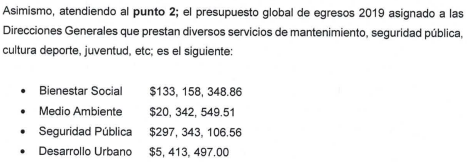 Asimismo, atendiendo al punto 2; el presupuesto global de egresos 2019 asignado a las
Direcciones Generales que prestan diversos servicios de mantenimiento, seguridad pública,
cultura deporte, juventud, etc; es el siguiente:
• Bienestar Social $133, 158, 348.86
• Medio Ambiente $20, 342, 549.51
• Seguridad Pública $297, 343, 106.56
• Desarrollo Urbano $5, 413, 497.00